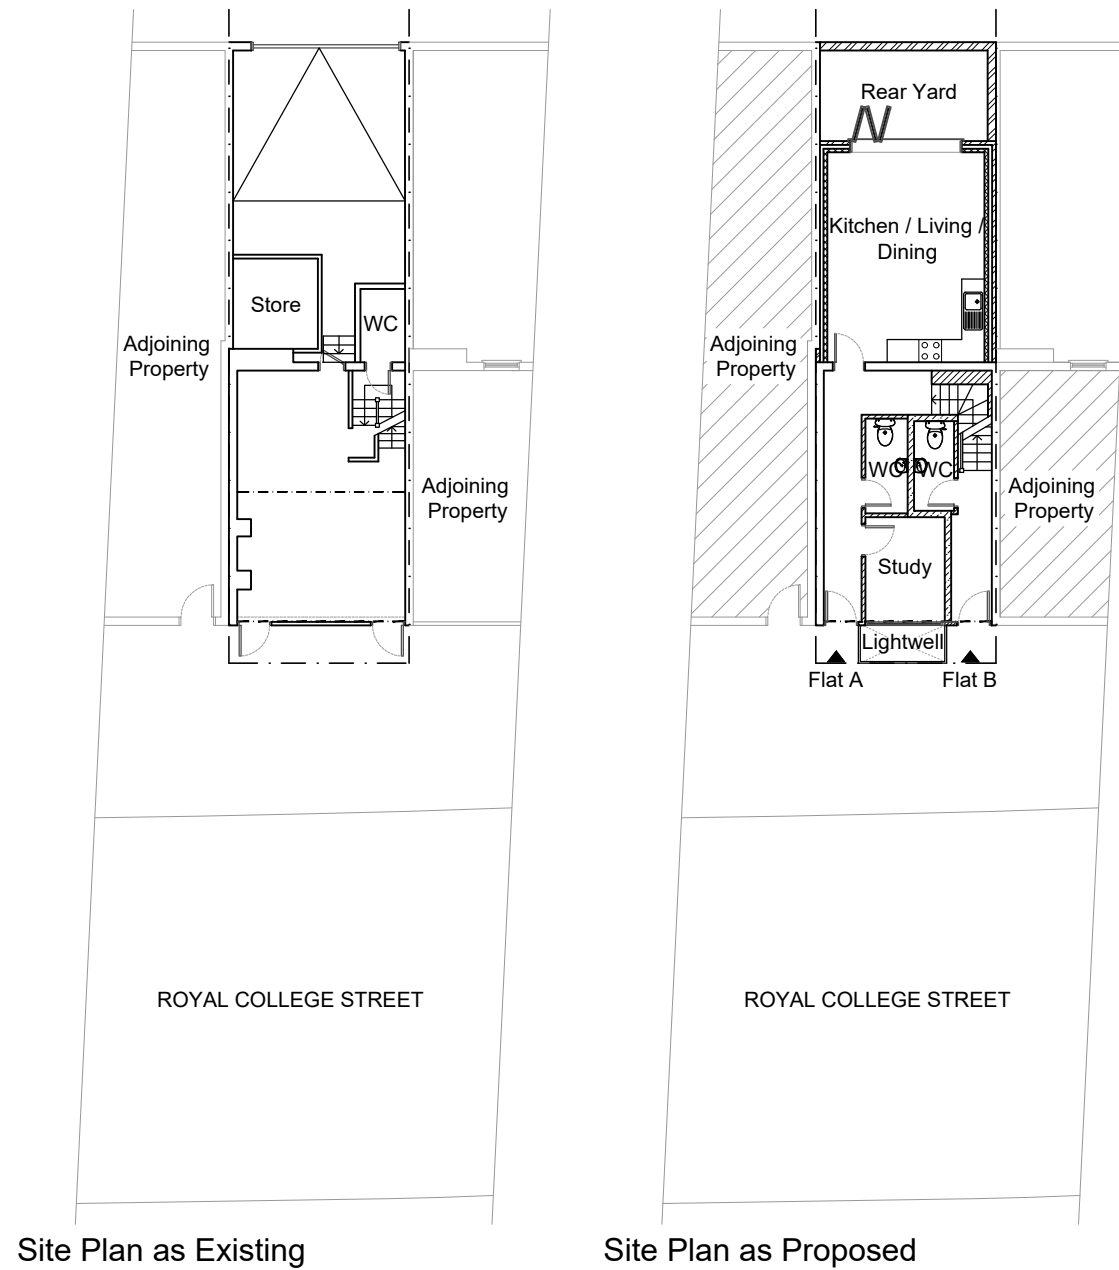 Store
WC
Adjoining
Property
Adjoining
Property
ROYAL COLLEGE STREET
Site Plan as Existing
Rear Yard
Kitchen / Living /
Dining
Adjoining
Property
WC
WC
Adjoining
Property
Study
Lightwell
Flat A
Flat B
ROYAL COLLEGE STREET
Site Plan as Proposed